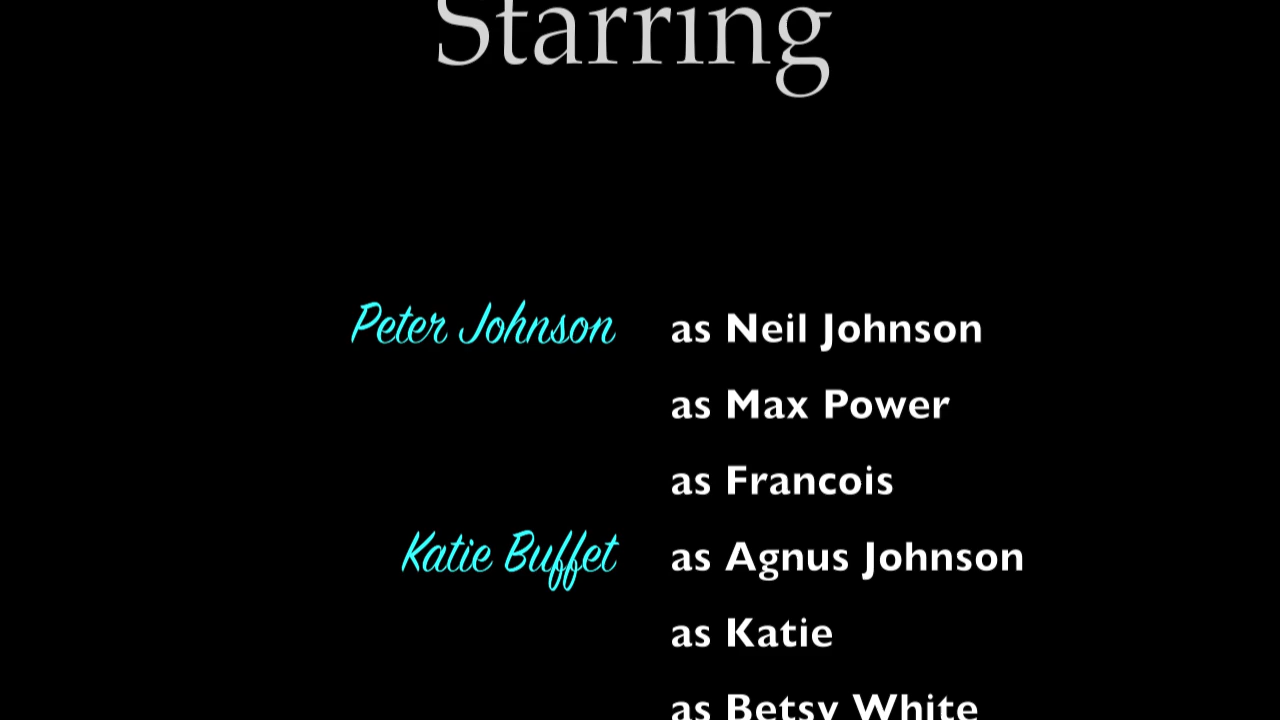 Starring
Peter Johnson as Neil Johnson
as Max Power
as Francois
Katie Buffet as Agnus Johnson
as Katie
as Betsy White